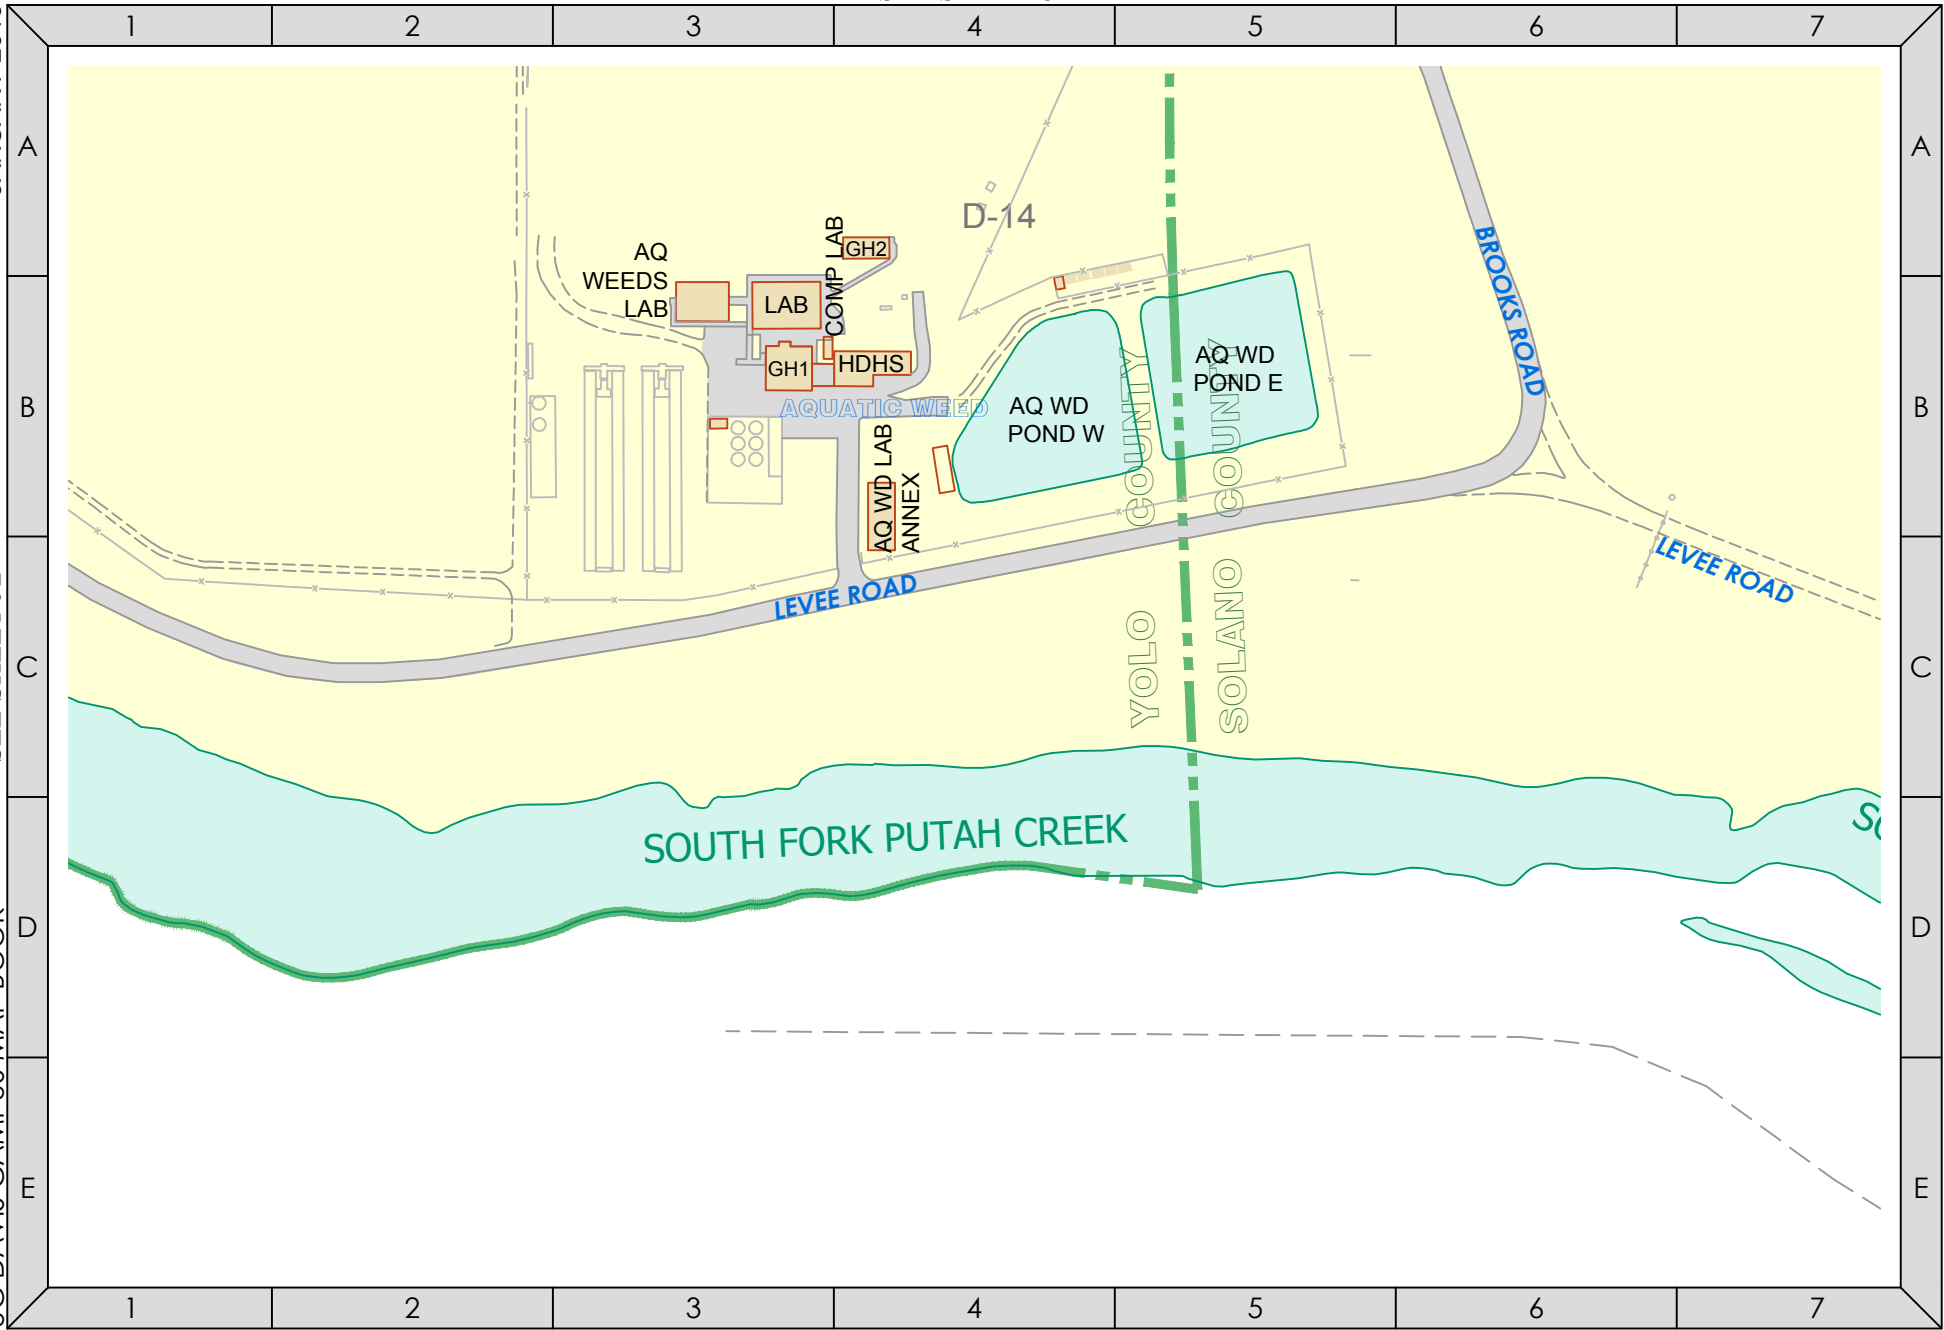 1 2 3 4 5 6 7
A A
D-14
COMP LAB
GH2
AQ
WEEDS
LAB
LAB
BROOKS ROAD
GH1
HDHS
AQ WD
POND E
AQUATIC WEED
AQ WD
POND W
B B
AQ WD LAB
ANNEX
YOLO COUNTY
SOLANO COUNTY
LEVEE ROAD
LEVEE ROAD
C C
SOUTH FORK PUTAH CREEK
D D
E E
1 2 3 4 5 6 7